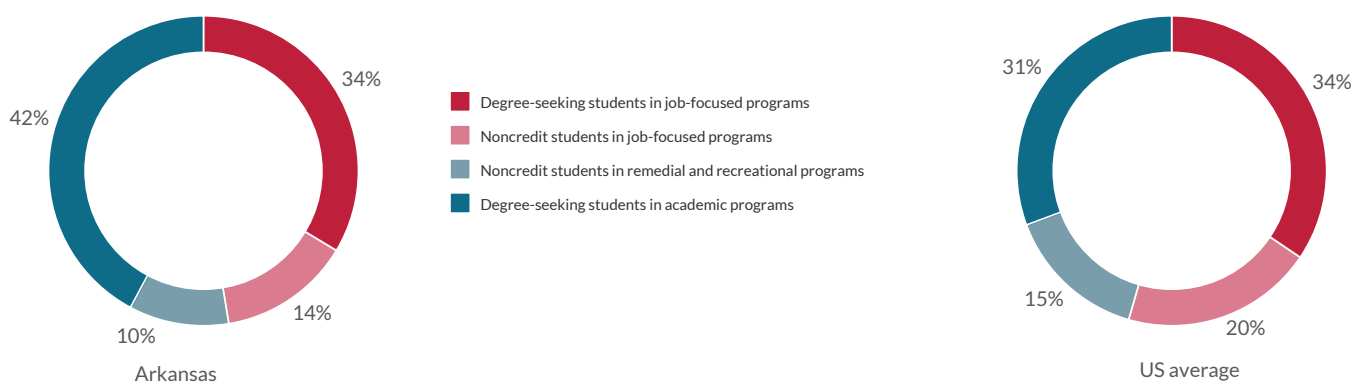 34%
42%
14%
10%
Arkansas
Degree-seeking students in job-focused programs
Noncredit students in job-focused programs
Noncredit students in remedial and recreational programs
Degree-seeking students in academic programs
31%
34%
15%
20%
US average